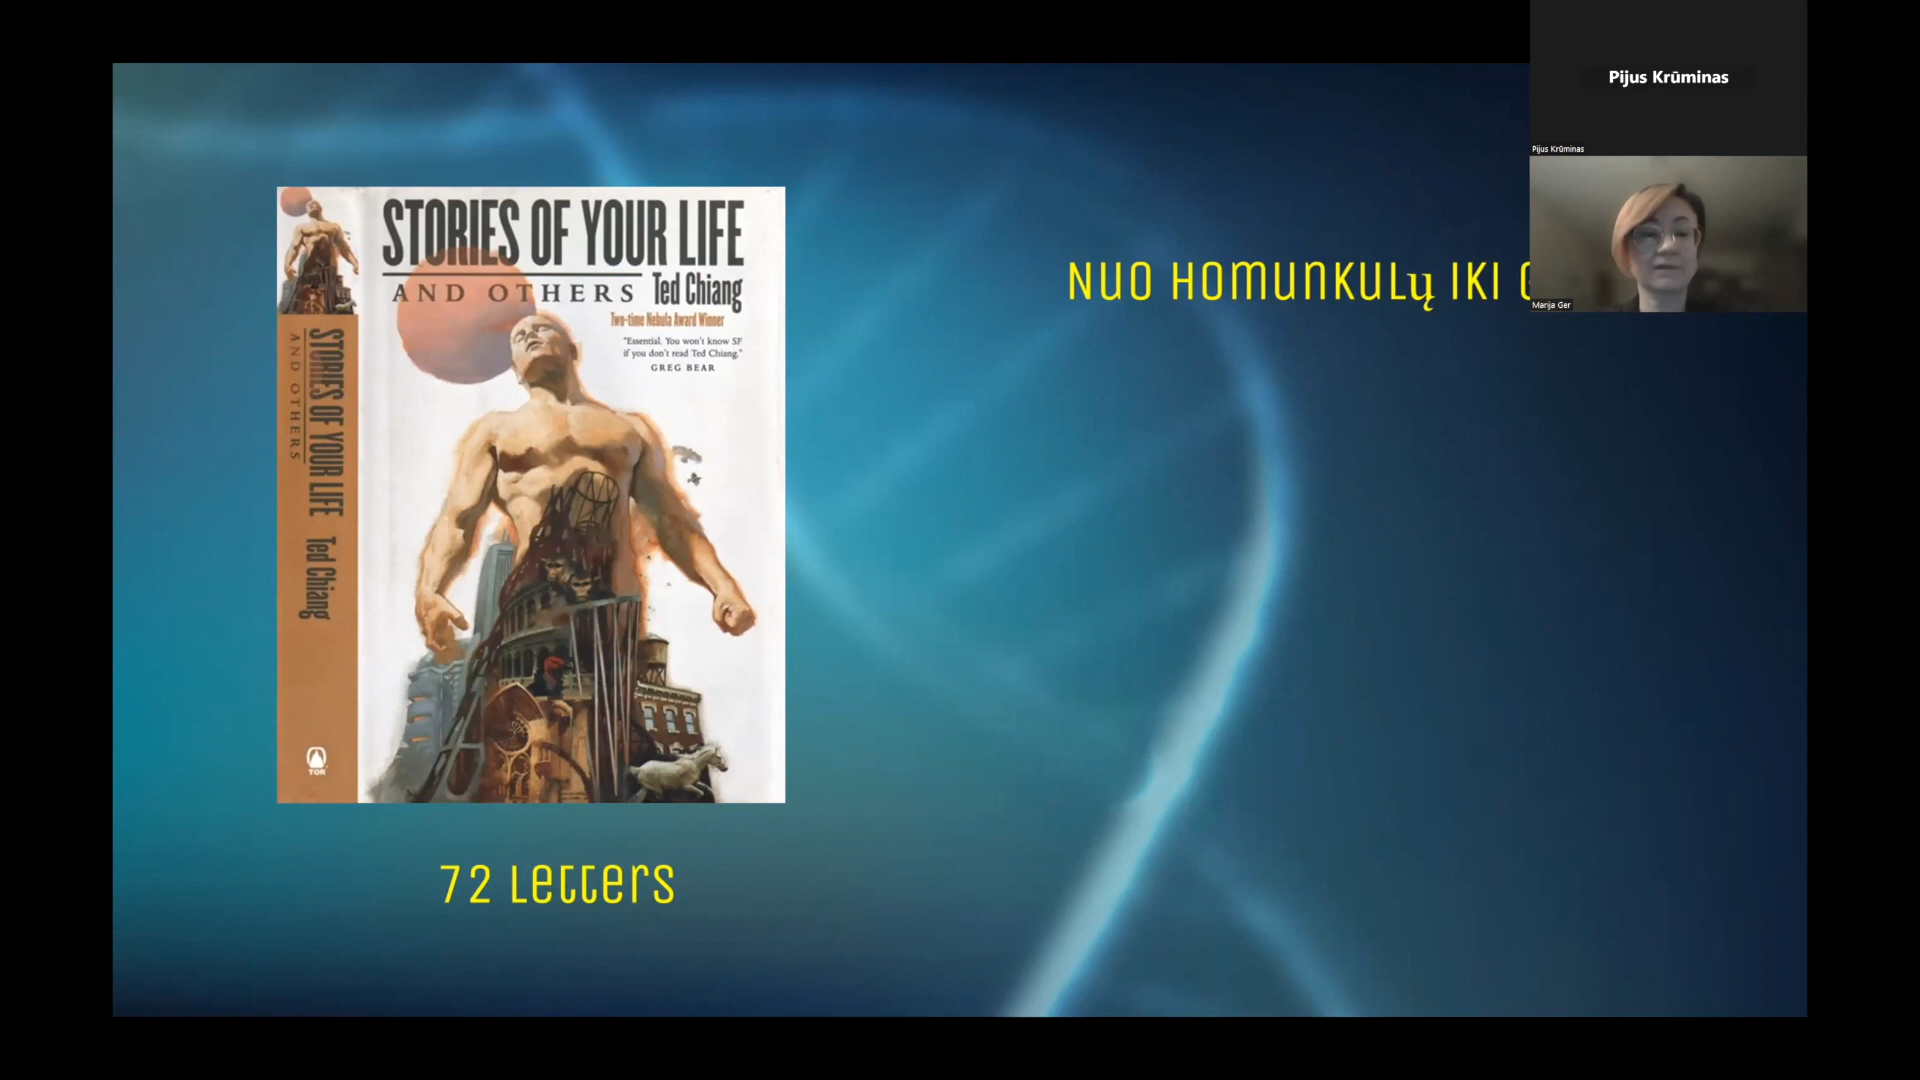 Pijus Krūminas
Pijus Krūminas
Marija Ger
STORIES OF YOUR LIFE
AND OTHERS
Ted Chiang
Two-time Nebula Award Winner
"Essential. You won't know SF
if you don't read Ted Chiang."
GREG BEAR
STORIES OF YOUR LIFE
AND OTHERS
Ted Chiang
TOR
NUO HOMUNKULŲ IKI
72 Letters